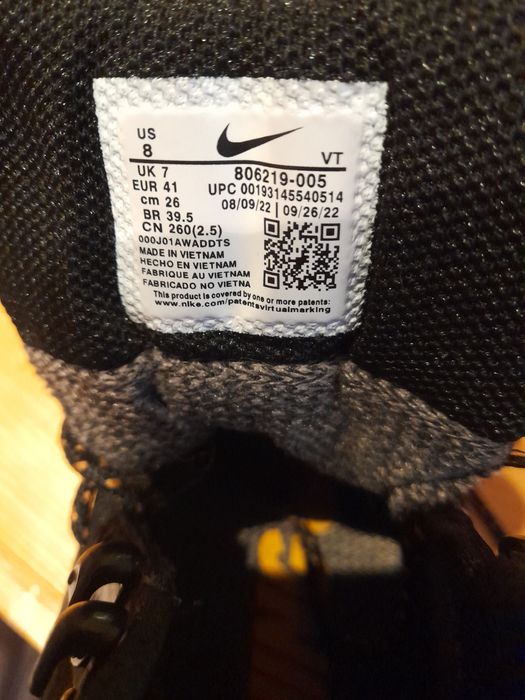 US
8
VT
UK 7
806219-005
EUR 41
UPC 00193145540514
cm 26
08/09/22 | 09/26/22
BR 39.5
CN 260(2.5)
000J01AWADDTS
MADE IN VIETNAM
HECHO EN VIETNAM
FABRIQUE AU VIETNAM
FABRICADO NO VIETNA
This product is covered by one or more patents:
www.nike.com/patentsvirtualmarking